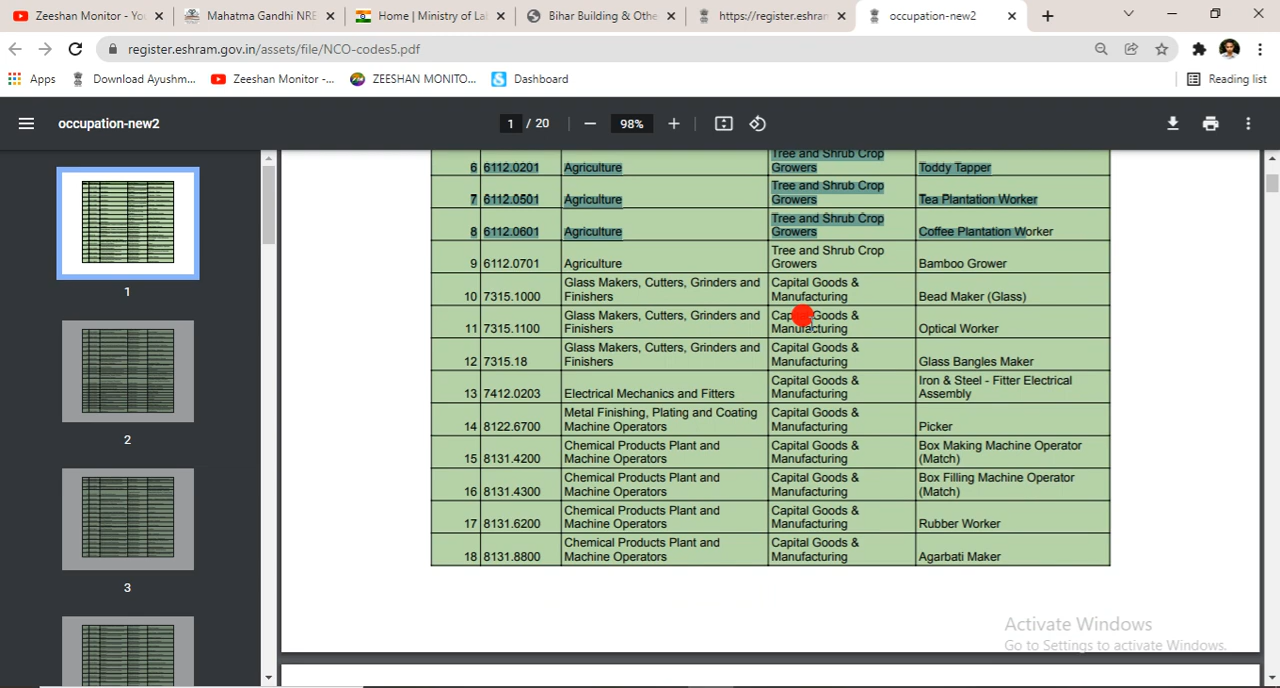 Zeeshan Monitor - You
Mahatma Gandhi NRE
Home | Ministry of La
Bihar Building & Othe
https://register.eshram
occupation-new2
register.eshram.gov.in/assets/file/NCO-codes5.pdf
Apps
Download Ayushm...
Zeeshan Monitor -...
ZEESHAN MONITO...
Dashboard
Reading list
occupation-new2
1 / 20
98%
6 6112.0201 Agriculture Tree and Shrub Crop Growers Toddy Tapper
7 6112.0501 Agriculture Tree and Shrub Crop Growers Tea Plantation Worker
8 6112.0601 Agriculture Tree and Shrub Crop Growers Coffee Plantation Worker
9 6112.0701 Agriculture Tree and Shrub Crop Growers Bamboo Grower
10 7315.1000 Glass Makers, Cutters, Grinders and Finishers Capital Goods & Manufacturing Bead Maker (Glass)
11 7315.1100 Glass Makers, Cutters, Grinders and Finishers Capital Goods & Manufacturing Optical Worker
12 7315.18 Glass Makers, Cutters, Grinders and Finishers Capital Goods & Manufacturing Glass Bangles Maker
13 7412.0203 Electrical Mechanics and Fitters Capital Goods & Manufacturing Iron & Steel - Fitter Electrical Assembly
14 8122.6700 Metal Finishing, Plating and Coating Machine Operators Capital Goods & Manufacturing Picker
15 8131.4200 Chemical Products Plant and Machine Operators Capital Goods & Manufacturing Box Making Machine Operator (Match)
16 8131.4300 Chemical Products Plant and Machine Operators Capital Goods & Manufacturing Box Filling Machine Operator (Match)
17 8131.6200 Chemical Products Plant and Machine Operators Capital Goods & Manufacturing Rubber Worker
18 8131.8800 Chemical Products Plant and Machine Operators Capital Goods & Manufacturing Agarbati Maker
1
2
3
Activate Windows
Go to Settings to activate Windows.